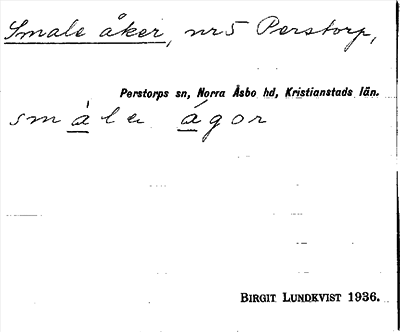 Smale åker, nr 5 Perstorp,
Perstorps sn, Norra Åsbo hd, Kristianstads län.
småle ågor
BIRGIT LUNDKVIST 1936.